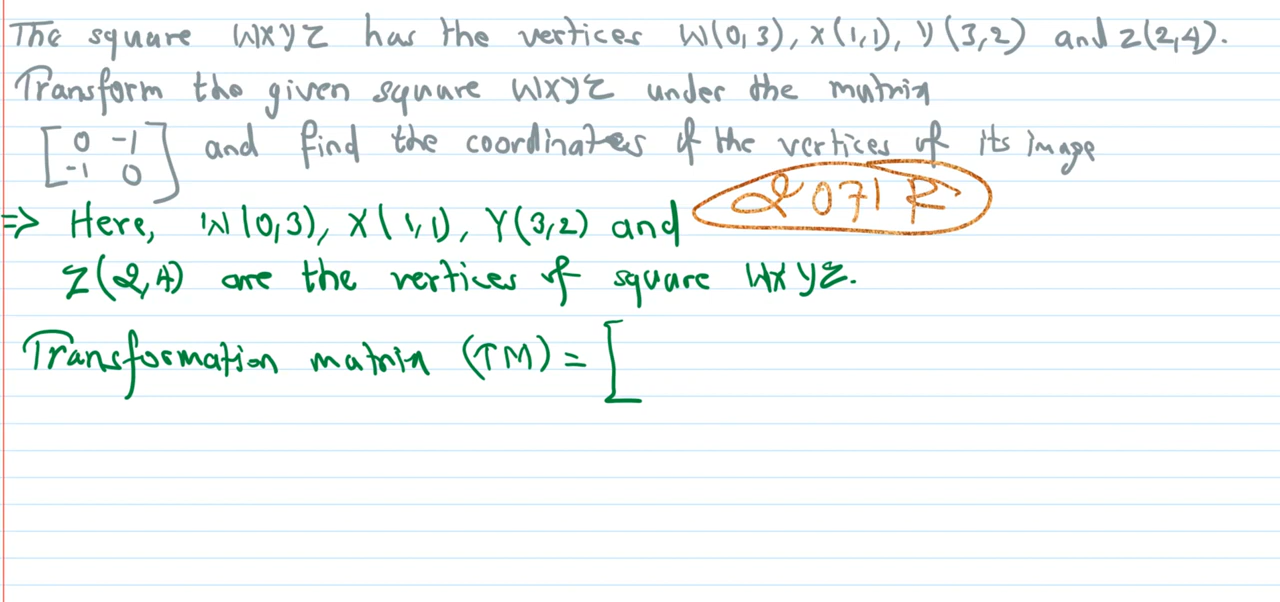 The square WXYZ has the vertices W(0,3), X(1,1), Y(3,2) and Z(2,4).
Transform the given square WXYZ under the matrix
[0 -1
-1 0] and find the coordinates of the vertices of its image
2071 R
⇒ Here, W(0,3), X(1,1), Y(3,2) and
Z(2,4) are the vertices of square WXYZ.
Transformation matrix (TM) = [